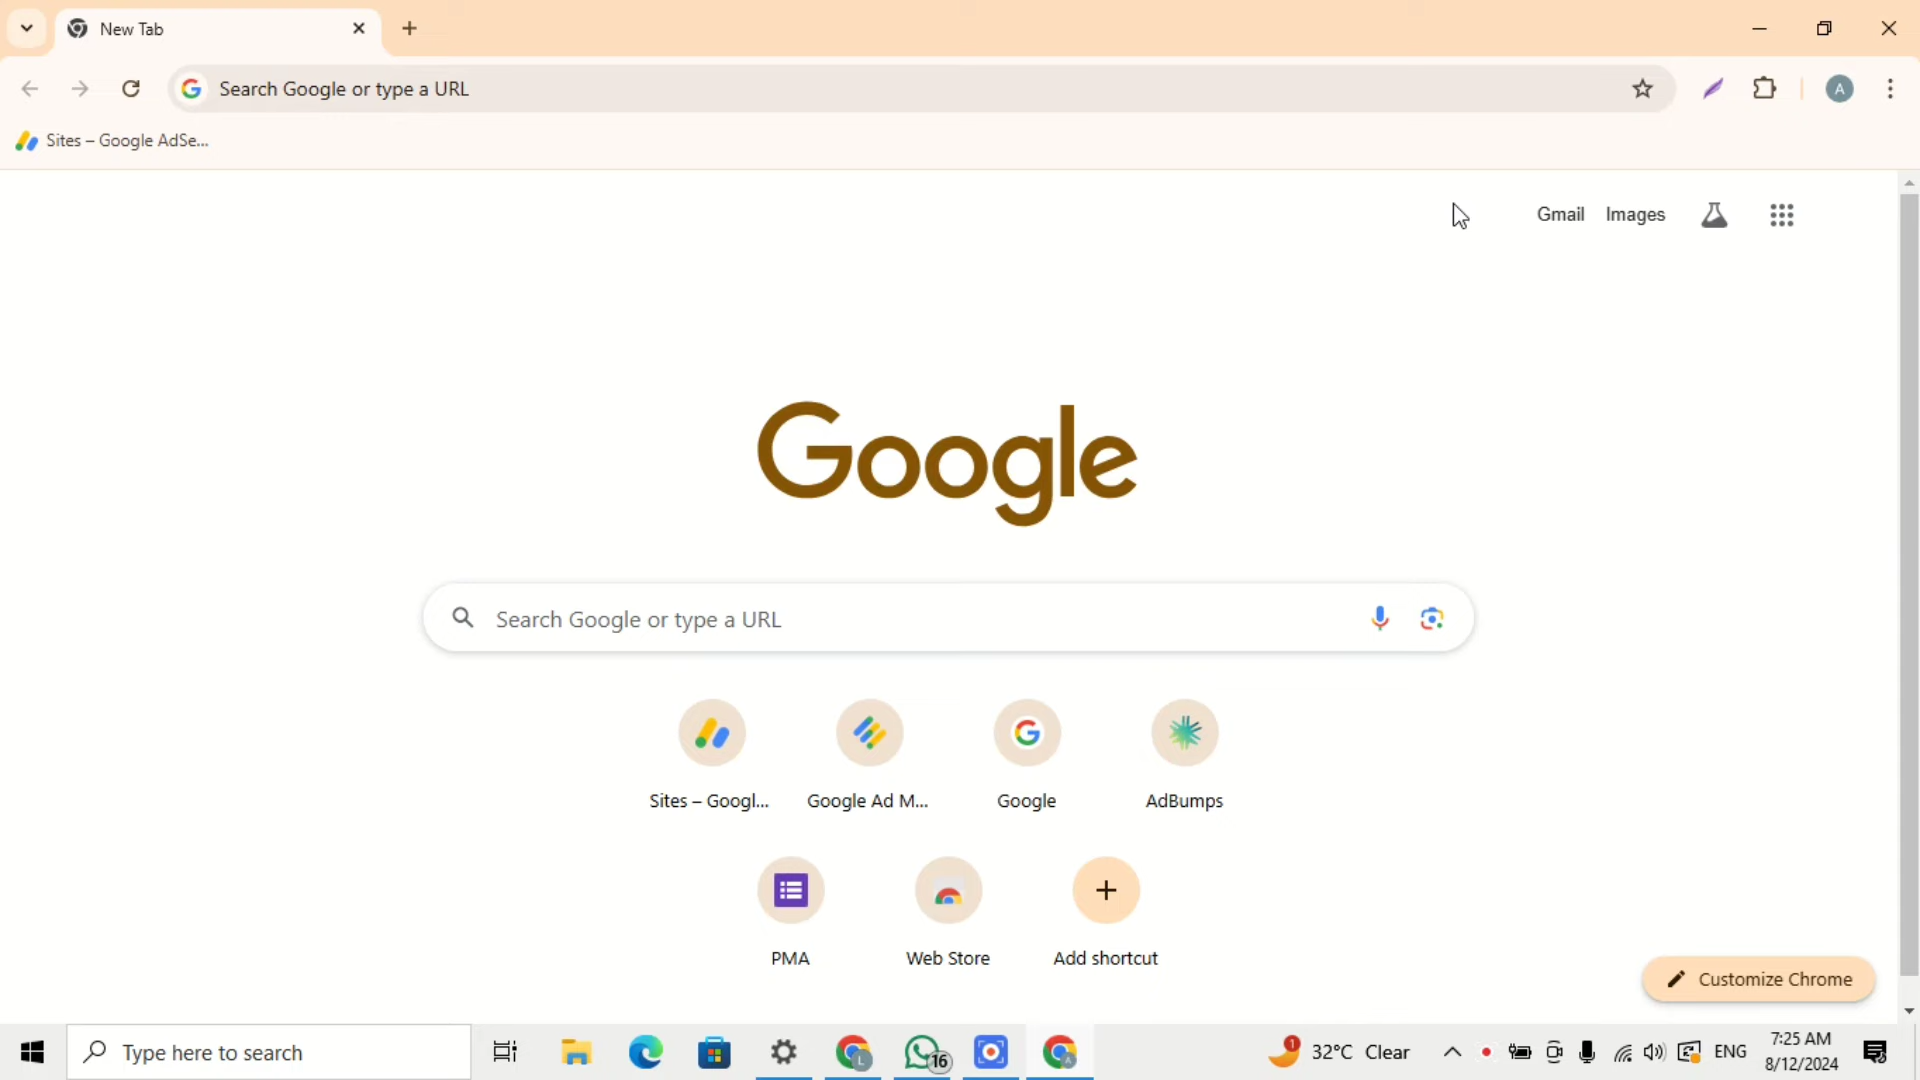 New Tab
Search Google or type a URL
A
Sites – Google AdSe...
Gmail Images
Google
Search Google or type a URL
Sites – Googl... Google Ad M... Google AdBumps
PMA Web Store Add shortcut
Customize Chrome
Type here to search
L
16
A
1
32°C Clear
ENG
7:25 AM
8/12/2024